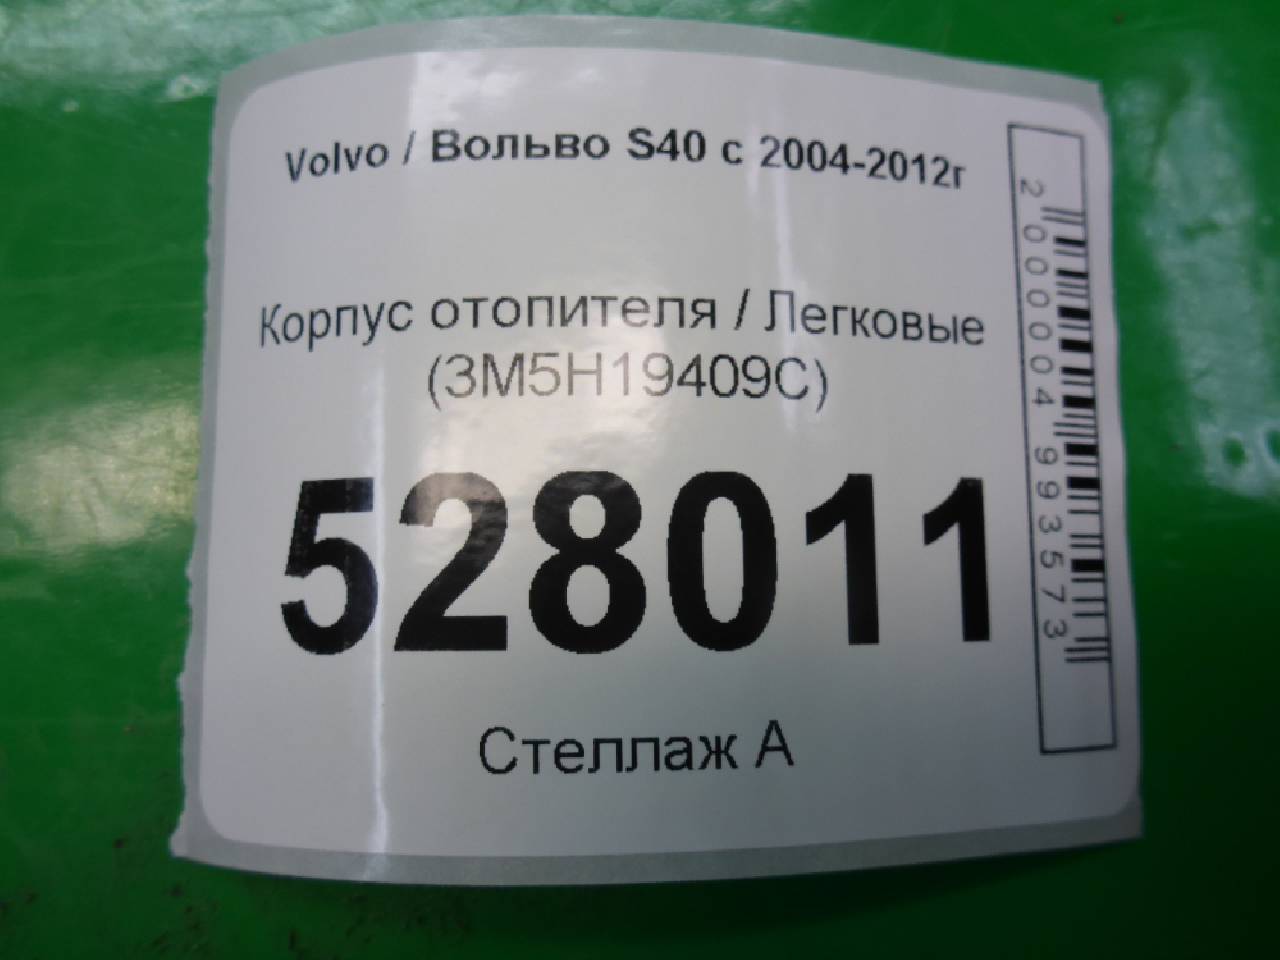 Volvo / Вольво S40 с 2004-2012г
Корпус отопителя / Легковые
(3M5H19409C)
528011
Стеллаж А
2000004993573